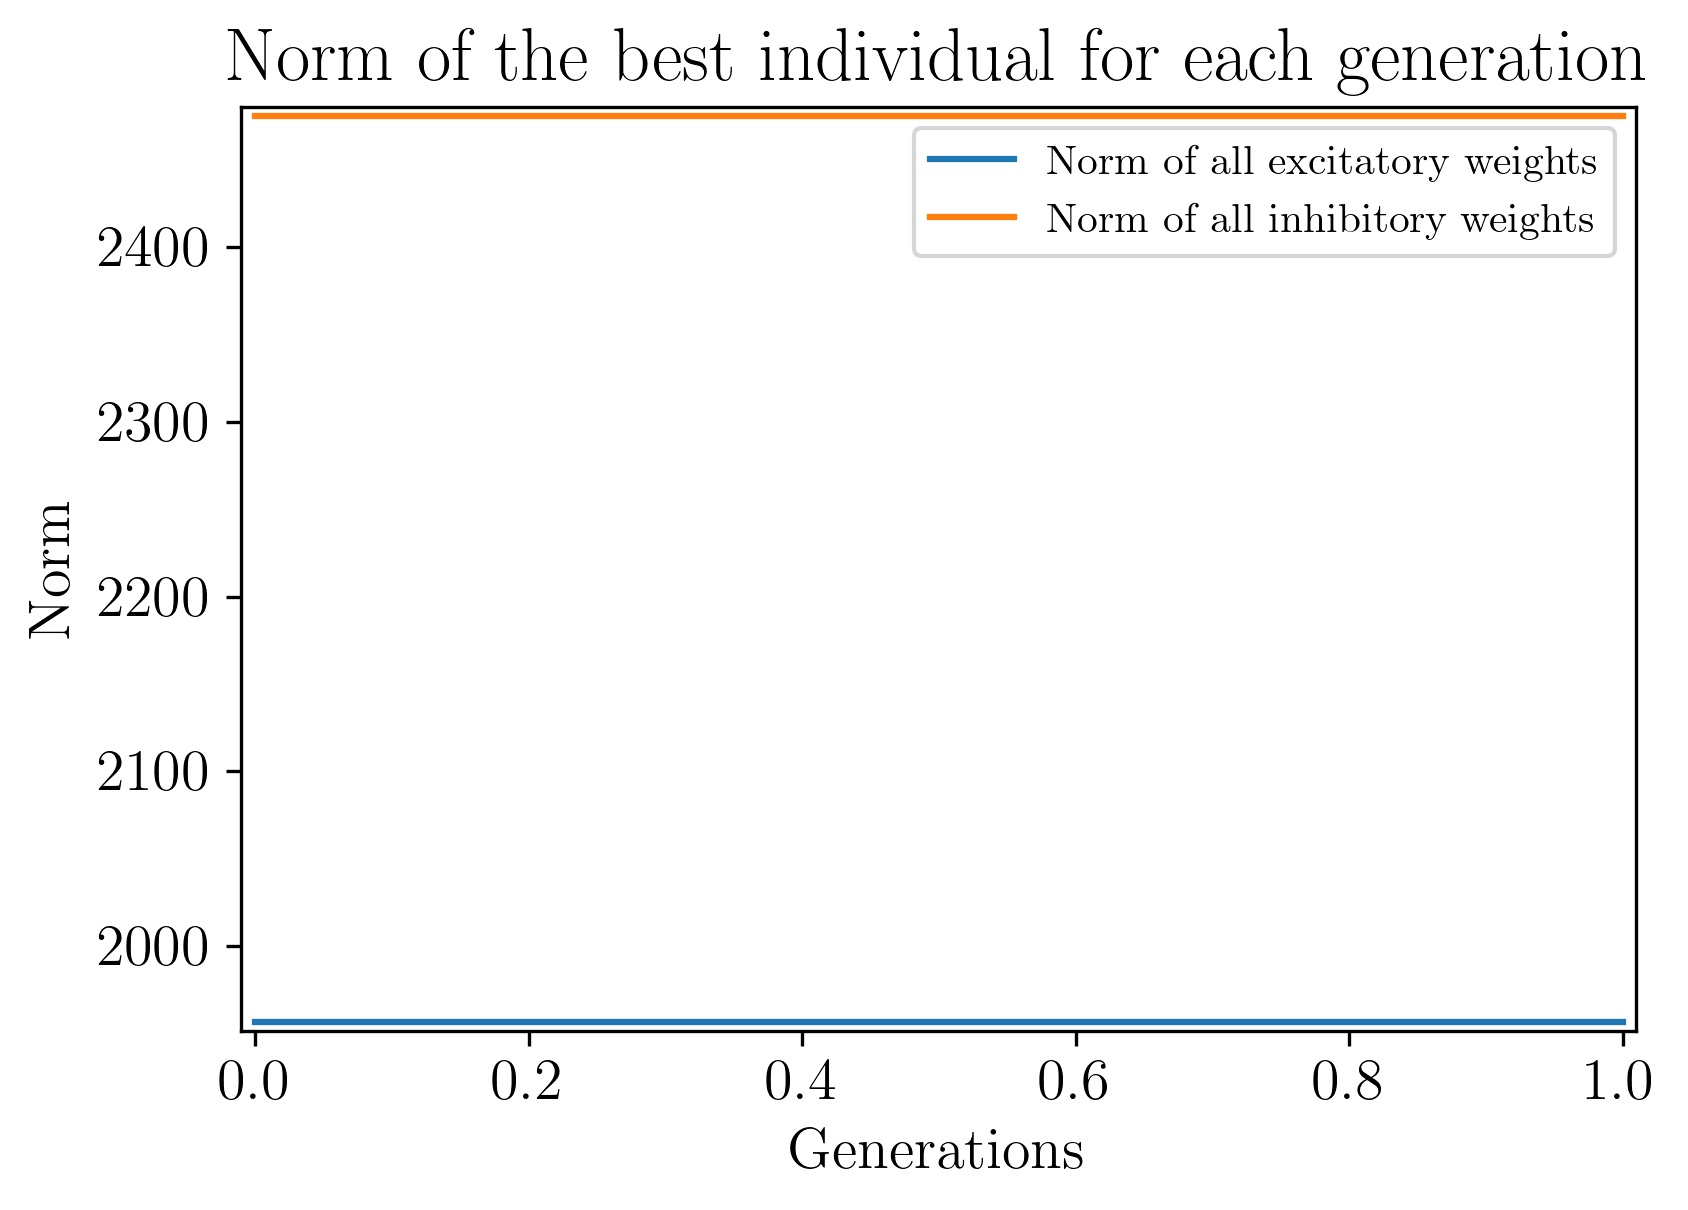 Norm of the best individual for each generation
Norm of all excitatory weights
Norm of all inhibitory weights
2400
2300
2200
2100
2000
Norm
0.0 0.2 0.4 0.6 0.8 1.0
Generations